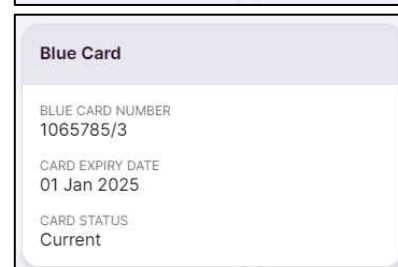 Blue Card
BLUE CARD NUMBER
1065785/3
CARD EXPIRY DATE
01 Jan 2025
CARD STATUS
Current